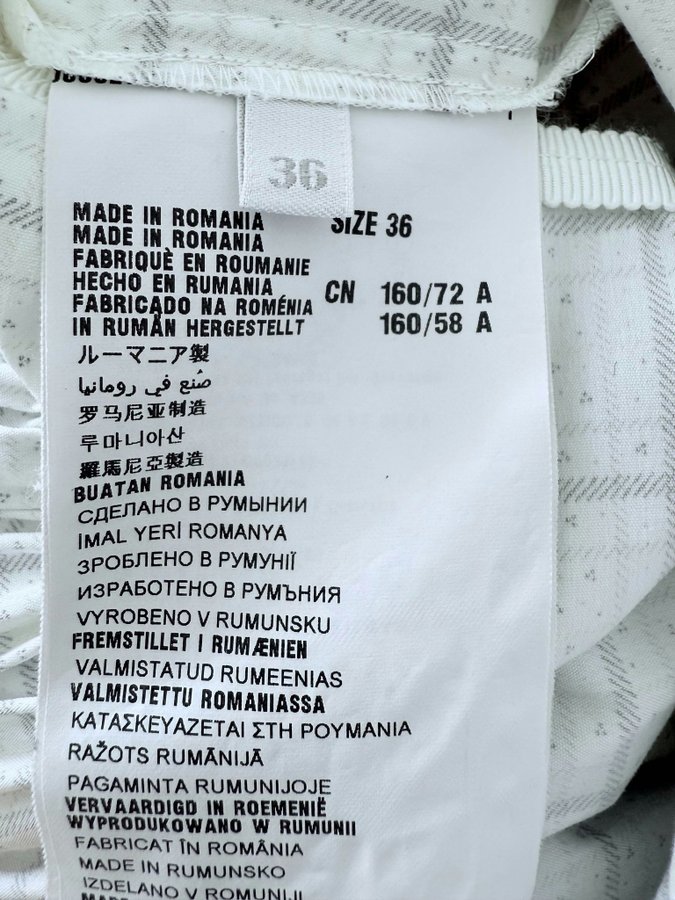 36
MADE IN ROMANIA
SIZE 36
MADE IN ROMANIA
FABRIQUÈ EN ROUMANIE
HECHO EN RUMANIA
CN 160/72 A
FABRICADO NA ROMÉNIA
160/58 A
IN RUMÄN HERGESTELLT
ルーマニア製
صُنع في رومانيا
罗马尼亚制造
루마니아산
羅馬尼亞製造
BUATAN ROMANIA
СДЕЛАНО В РУМЫНИИ
İMAL YERİ ROMANYA
ЗРОБЛЕНО В РУМУНІЇ
ИЗРАБОТЕНО В РУМЪНИЯ
VYROBENO V RUMUNSKU
FREMSTILLET I RUMÆNIEN
VALMISTATUD RUMEENIAS
VALMISTETTU ROMANIASSA
ΚΑΤΑΣΚΕΥΑΖΕΤΑΙ ΣΤΗ ΡΟΥΜΑΝΙΑ
RAŽOTS RUMĀNIJĀ
PAGAMINTA RUMUNIJOJE
VERVAARDIGD IN ROEMENIË
WYPRODUKOWANO W RUMUNII
FABRICAT ÎN ROMÂNIA
MADE IN RUMUNSKO
IZDELANO V ROMUNIJI